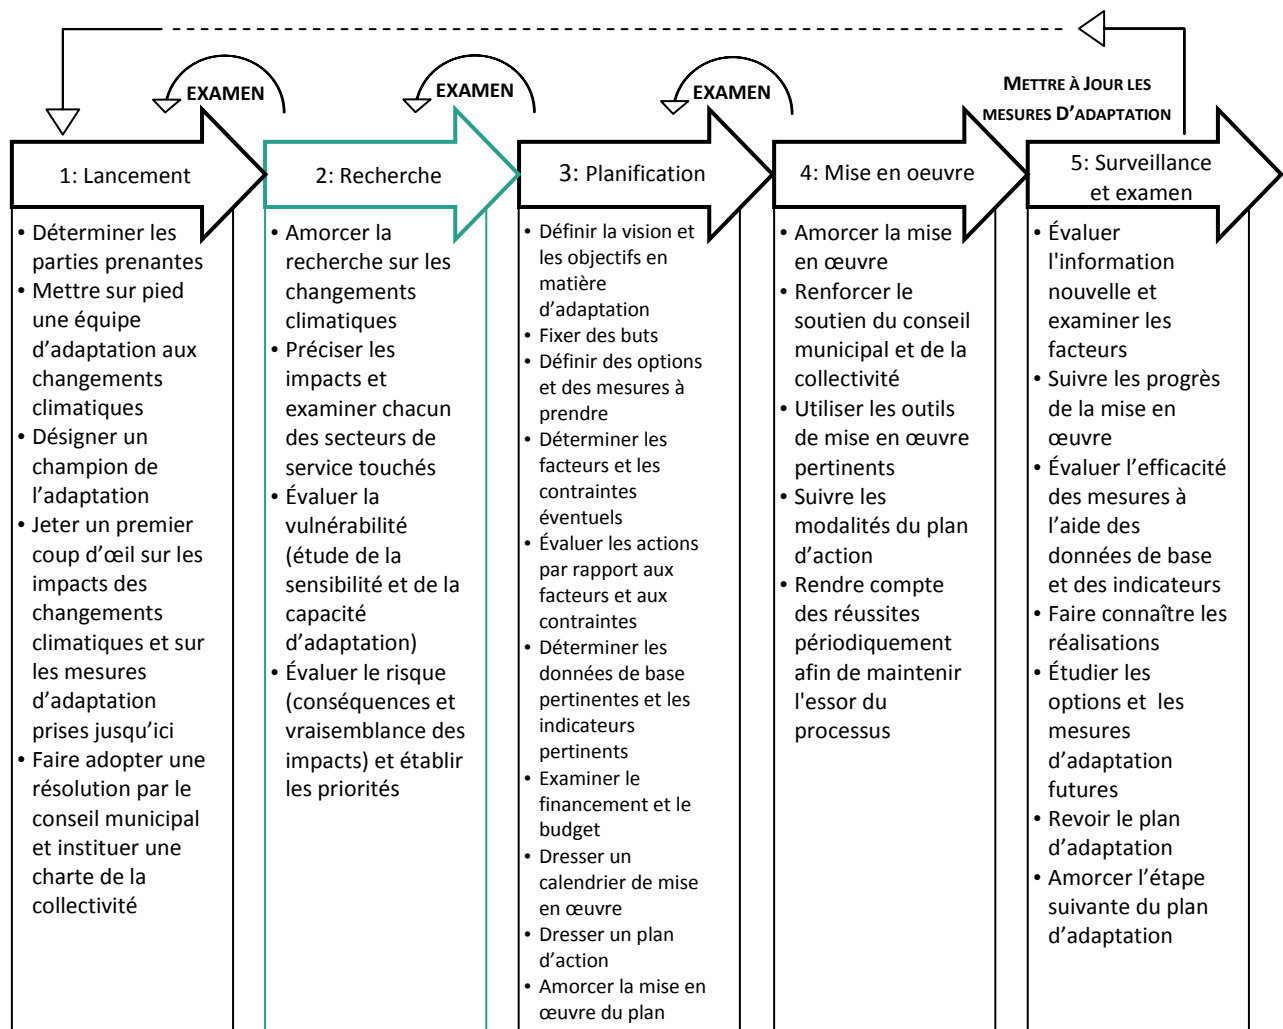 EXAMEN
EXAMEN
EXAMEN
METTRE À JOUR LES
MESURES D'ADAPTATION
1: Lancement
• Déterminer les
parties prenantes
• Mettre sur pied
une équipe
d’adaptation aux
changements
climatiques
• Désigner un
champion de
l’adaptation
• Jeter un premier
coup d’œil sur les
impacts des
changements
climatiques et sur
les mesures
d’adaptation
prises jusqu’ici
• Faire adopter une
résolution par le
conseil municipal
et instituer une
charte de la
collectivité
2: Recherche
• Amorcer la
recherche sur les
changements
climatiques
• Préciser les
impacts et
examiner chacun
des secteurs de
service touchés
• Évaluer la
vulnérabilité
(étude de la
sensibilité et de la
capacité
d’adaptation)
• Évaluer le risque
(conséquences et
vraisemblance des
impacts) et établir
les priorités
3: Planification
• Définir la vision et
les objectifs en
matière
d’adaptation
• Fixer des buts
• Définir des options
et des mesures à
prendre
• Déterminer les
facteurs et les
contraintes
éventuels
• Évaluer les actions
par rapport aux
facteurs et aux
contraintes
• Déterminer les
données de base
pertinentes et les
indicateurs
pertinents
• Examiner le
financement et le
budget
• Dresser un
calendrier de mise
en œuvre
• Dresser un plan
d’action
• Amorcer la mise en
œuvre du plan
4: Mise en oeuvre
• Amorcer la mise
en œuvre
• Renforcer le
soutien du conseil
municipal et de la
collectivité
• Utiliser les outils
de mise en œuvre
pertinents
• Suivre les
modalités du plan
d’action
• Rendre compte
des réussites
périodiquement
afin de maintenir
l'essor du
processus
5: Surveillance
et examen
• Évaluer
l'information
nouvelle et
examiner les
facteurs
• Suivre les progrès
de la mise en
œuvre
• Évaluer l’efficacité
des mesures à
l’aide des
données de base
et des indicateurs
• Faire connaître les
réalisations
• Étudier les
options et les
mesures
d’adaptation
futures
• Revoir le plan
d’adaptation
• Amorcer l’étape
suivante du plan
d’adaptation